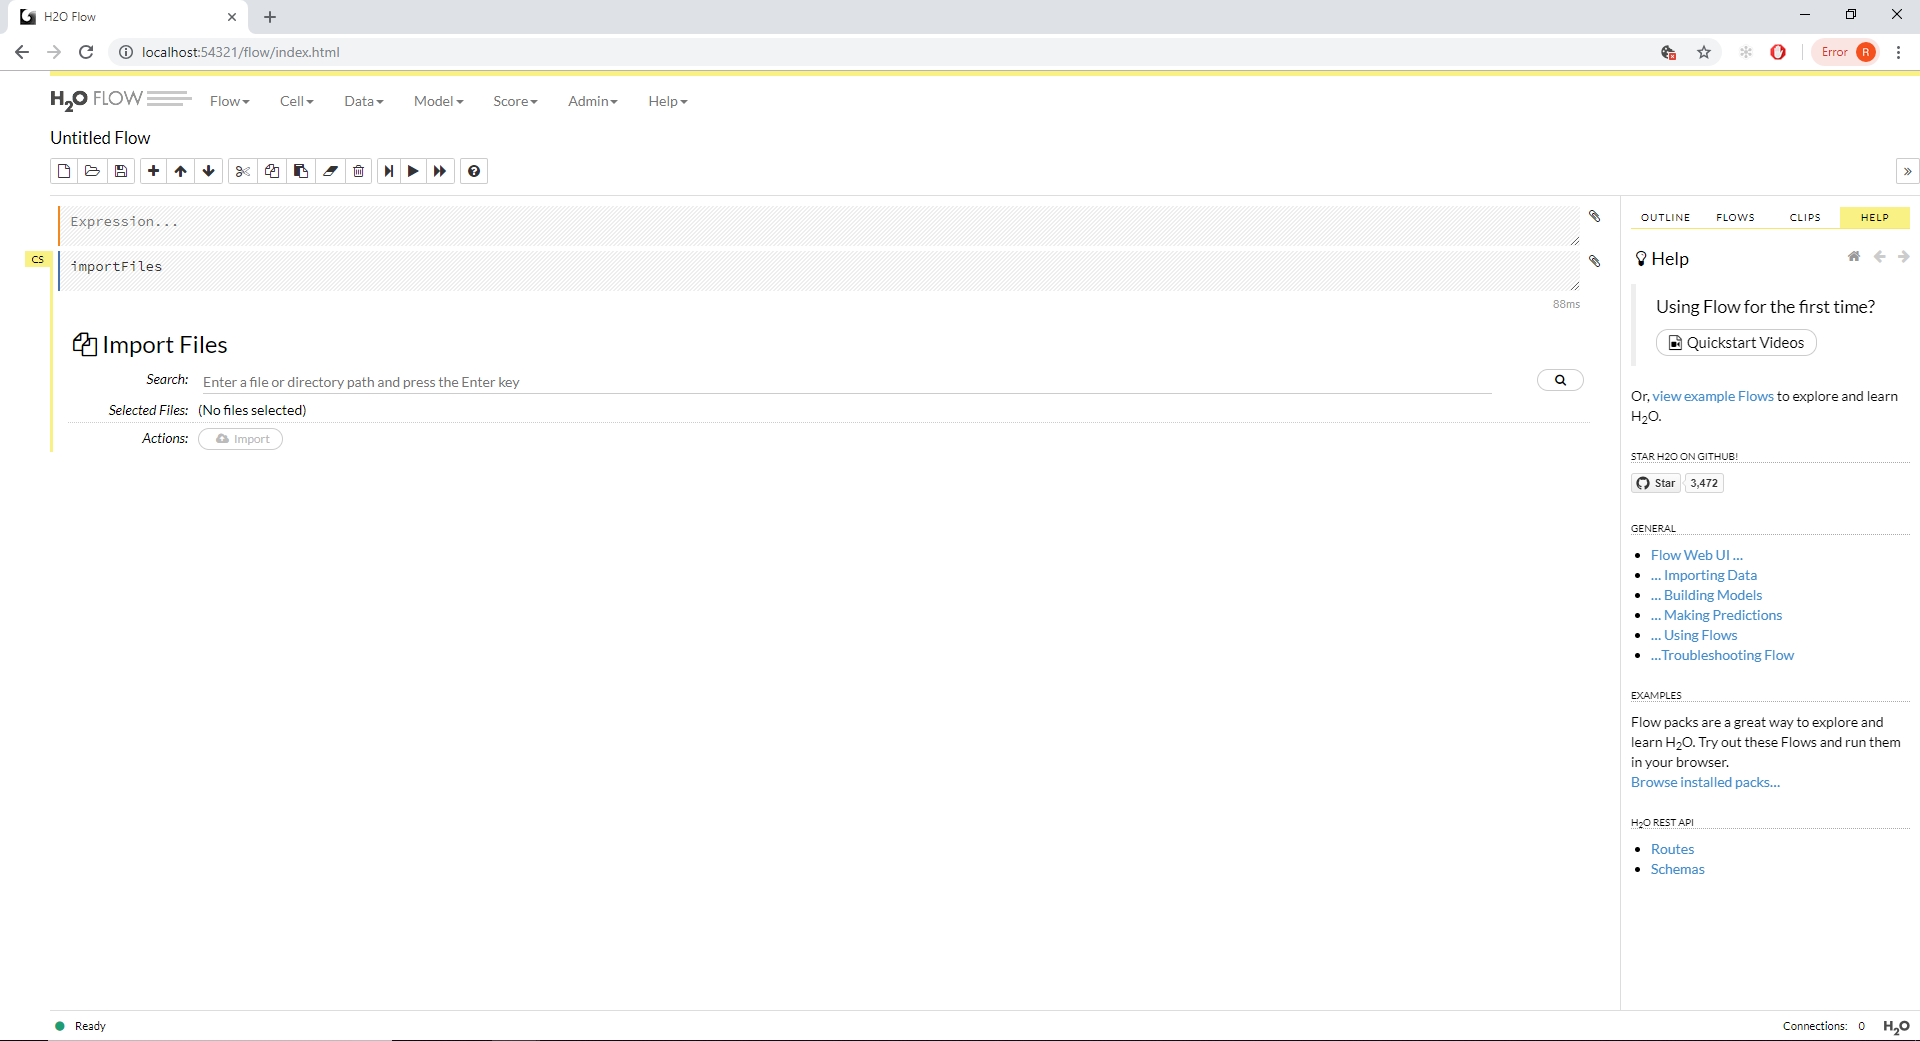 H2O Flow
localhost:54321/flow/index.html
Error R
H2O FLOW Flow Cell Data Model Score Admin Help
Untitled Flow
Expression...
CS
importFiles
88ms
Import Files
Search: Enter a file or directory path and press the Enter key
Selected Files: (No files selected)
Actions: Import
OUTLINE FLOWS CLIPS HELP
Help
Using Flow for the first time?
Quickstart Videos
Or, view example Flows to explore and learn
H2O.
STAR H2O ON GITHUB!
Star 3,472
GENERAL
Flow Web UI ...
... Importing Data
... Building Models
... Making Predictions
... Using Flows
...Troubleshooting Flow
EXAMPLES
Flow packs are a great way to explore and
learn H2O. Try out these Flows and run them
in your browser.
Browse installed packs...
H2O REST API
Routes
Schemas
Ready
Connections: 0 H2O